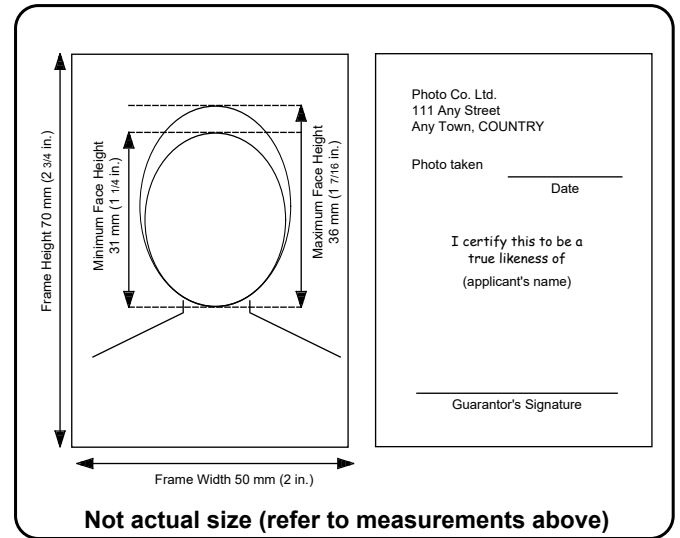 Frame Height 70 mm (2 3/4 in.)
Minimum Face Height
31 mm (1 1/4 in.)
Maximum Face Height
36 mm (1 7/16 in.)
Frame Width 50 mm (2 in.)
Photo Co. Ltd.
111 Any Street
Any Town, COUNTRY
Photo taken
Date
I certify this to be a
true likeness of
(applicant's name)
Guarantor's Signature
Not actual size (refer to measurements above)